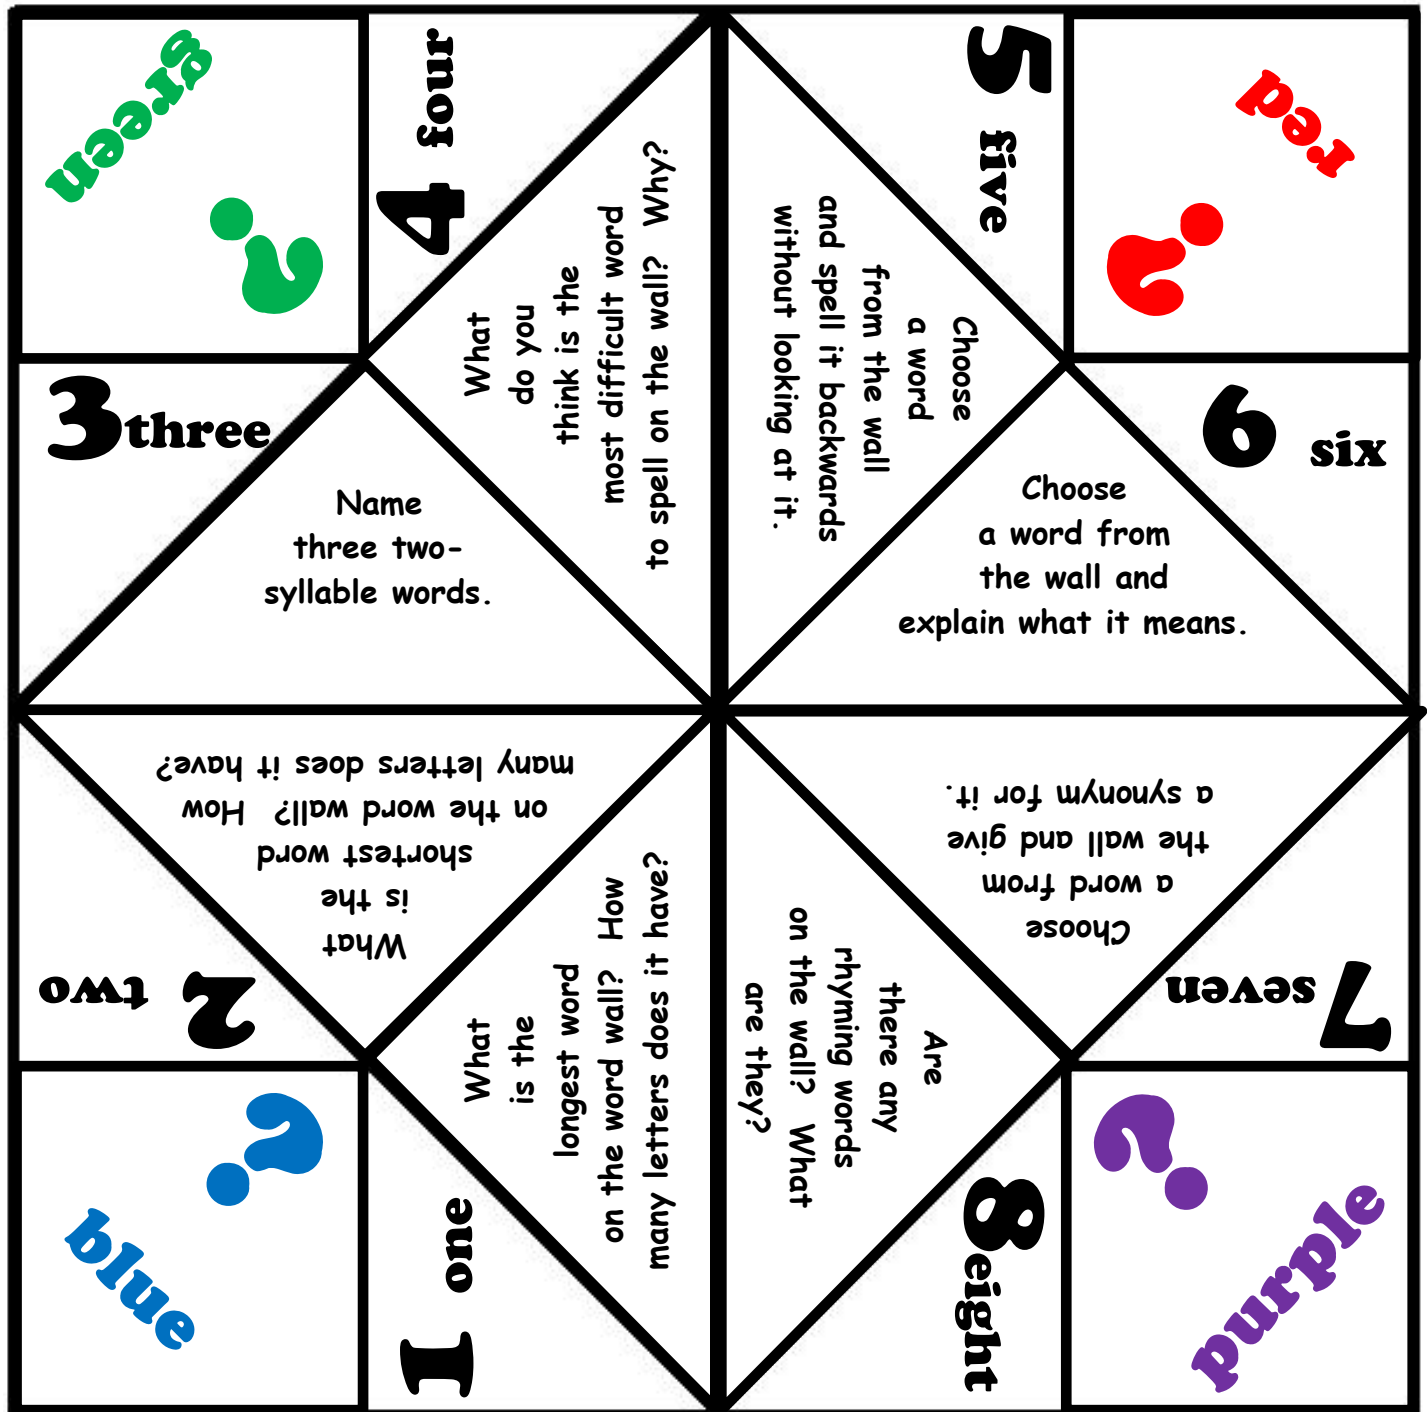 green
?
4 four
5 five
red
?
3 three
What
do you
think is the
most difficult word
to spell on the wall?  Why?
Choose
a word
from the wall
and spell it backwards
without looking at it.
6 six
Name
three two-
syllable words.
Choose
a word from
the wall and
explain what it means.
What
is the
shortest word
on the word wall?  How
many letters does it have?
2 two
What
is the
longest word
on the word wall?  How
many letters does it have?
Are
there any
rhyming words
on the wall?  What
are they?
Choose
a word from
the wall and give
a synonym for it.
7 seven
blue
?
1 one
8 eight
?
purple